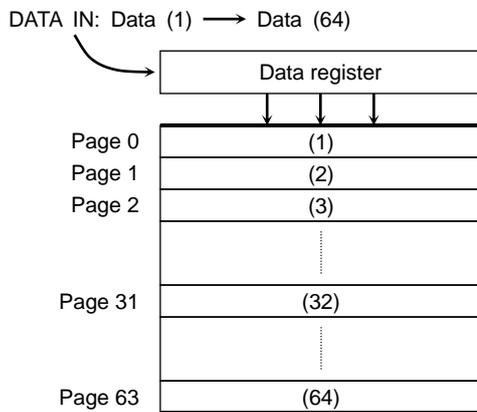 DATA IN: Data (1) Data (64)
Data register
Page 0 (1)
Page 1 (2)
Page 2 (3)
Page 31 (32)
Page 63 (64)